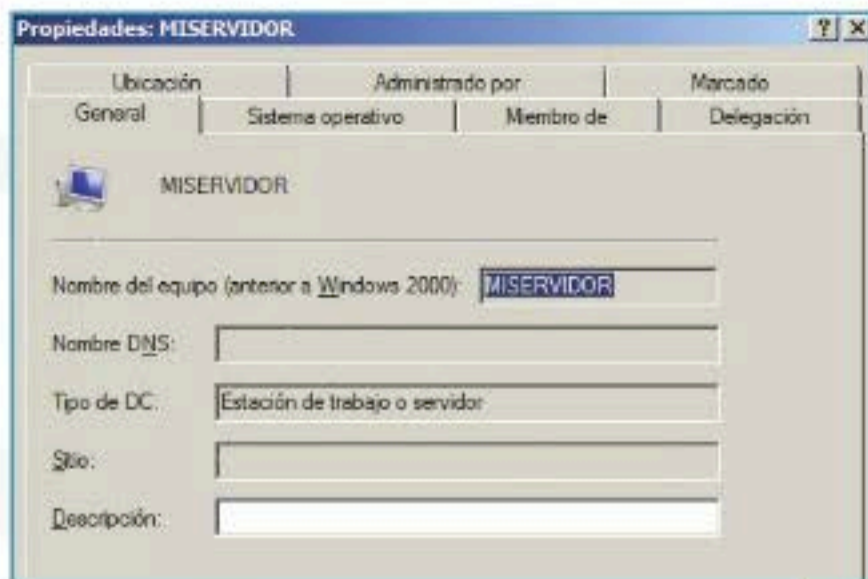 Propiedades: MISERVIDOR
Ubicación Administrado por Marcado
General Sistema operativo Miembro de Delegación
MISERVIDOR
Nombre del equipo (anterior a Windows 2000): MISERVIDOR
Nombre DNS:
Tipo de DC: Estación de trabajo o servidor
Sitio:
Descripción: